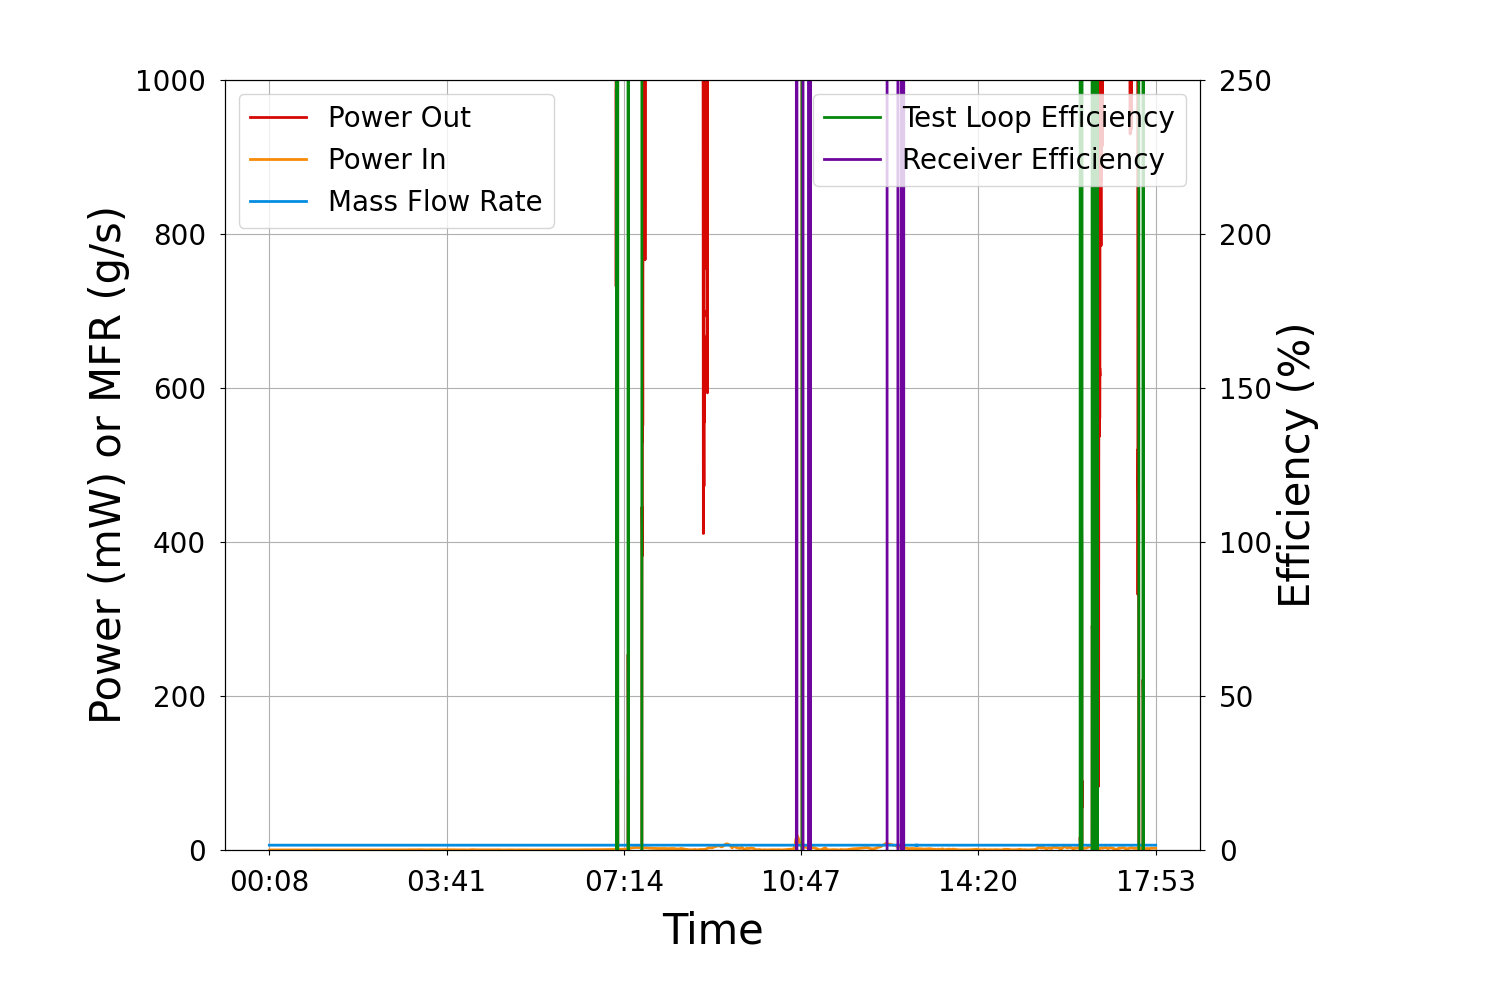 1000
800
600
400
200
0
Power (mW) or MFR (g/s)
Power Out
Power In
Mass Flow Rate
Test Loop Efficiency
Receiver Efficiency
250
200
150
100
50
0
Efficiency (%)
00:08 03:41 07:14 10:47 14:20 17:53
Time